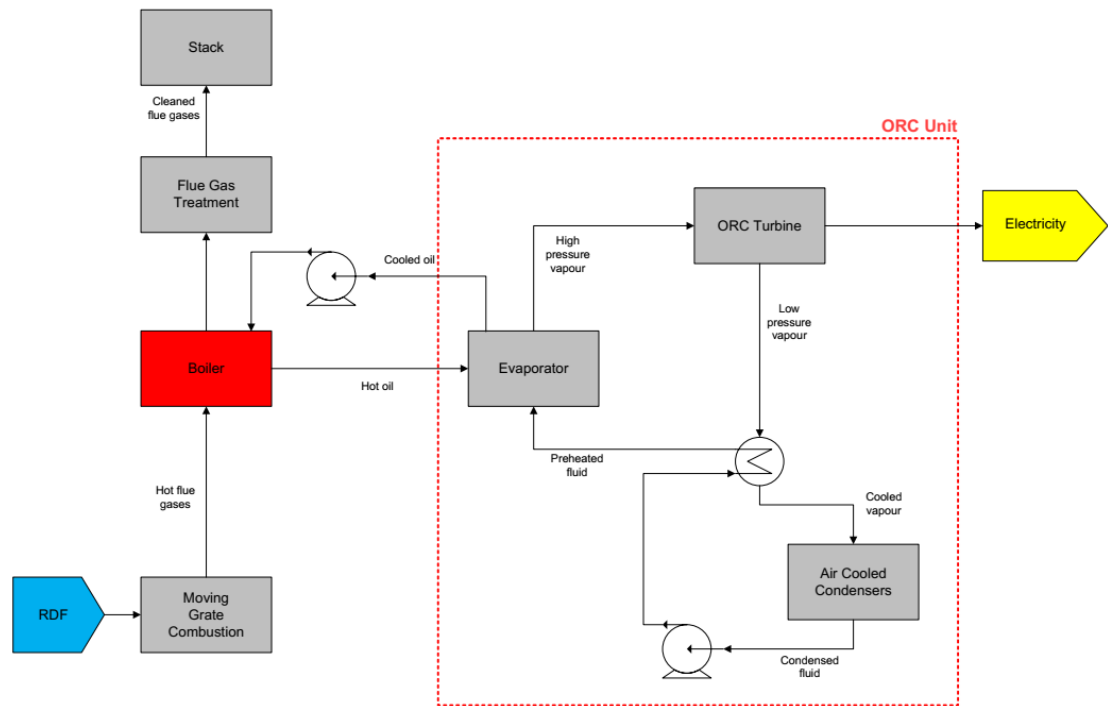 Stack
Cleaned
flue gases
ORC Unit
Flue Gas
Treatment
ORC Turbine
Electricity
High
pressure
vapour
Cooled oil
Low
pressure
vapour
Boiler
Evaporator
Hot oil
Preheated
fluid
Hot flue
gases
Cooled
vapour
Air Cooled
Condensers
RDF
Moving
Grate
Combustion
Condensed
fluid